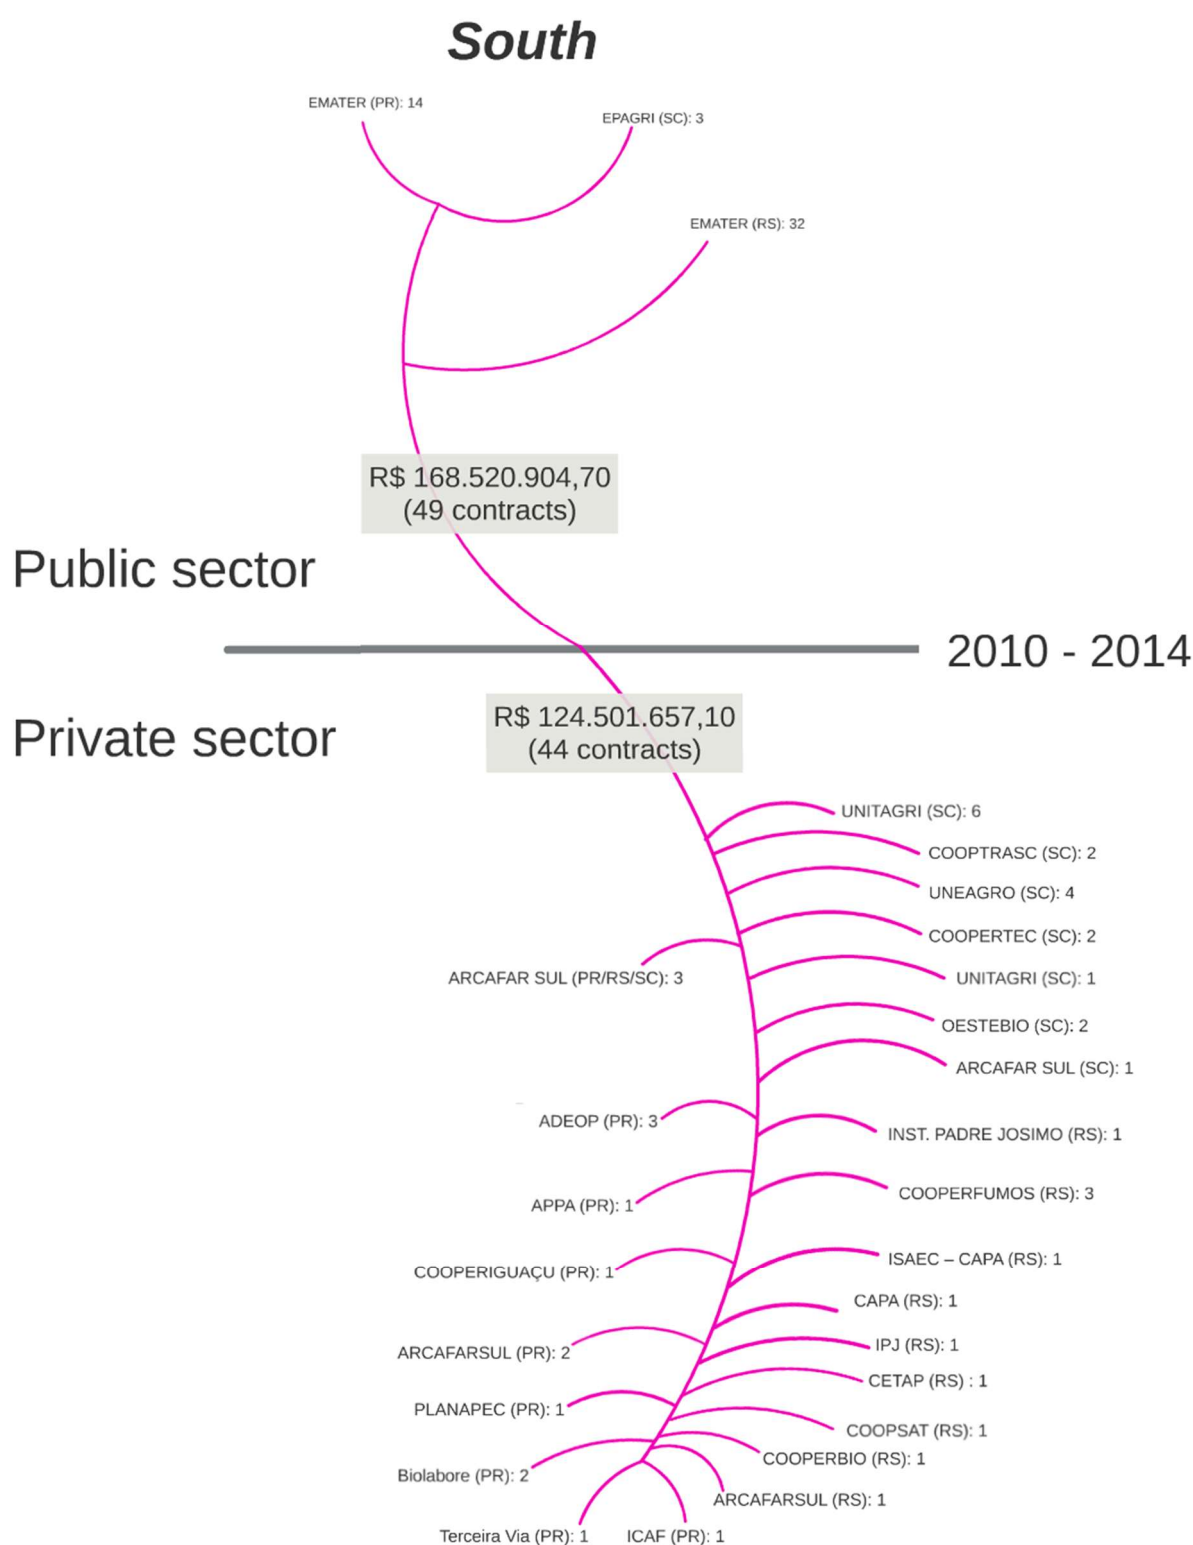 South
EMATER (PR): 14
EPAGRI (SC): 3
EMATER (RS): 32
R$ 168.520.904,70
(49 contracts)
Public sector
2010 - 2014
Private sector
R$ 124.501.657,10
(44 contracts)
UNITAGRI (SC): 6
COOPTRASC (SC): 2
UNEAGRO (SC): 4
COOPERTEC (SC): 2
ARCAFAR SUL (PR/RS/SC): 3
UNITAGRI (SC): 1
OESTEBIO (SC): 2
ARCAFAR SUL (SC): 1
ADEOP (PR): 3
INST. PADRE JOSIMO (RS): 1
APPA (PR): 1
COOPERFUMOS (RS): 3
COOPERIGUAÇU (PR): 1
ISAEC – CAPA (RS): 1
CAPA (RS): 1
ARCAFARSUL (PR): 2
IPJ (RS): 1
CETAP (RS) : 1
PLANAPEC (PR): 1
COOPSAT (RS): 1
COOPERBIO (RS): 1
Biolabore (PR): 2
ARCAFARSUL (RS): 1
Terceira Via (PR): 1
ICAF (PR): 1